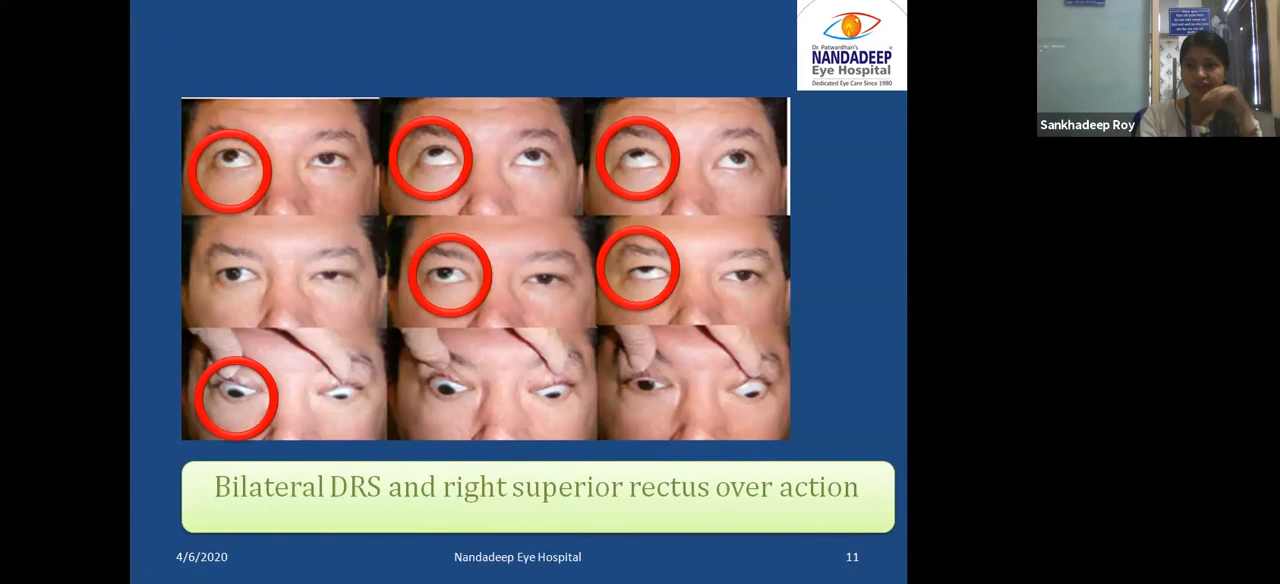 Dr. Patwardhan's
NANDADEEP
Eye Hospital
Dedicated Eye Care Since 1980
Sankhadeep Roy
Bilateral DRS and right superior rectus over action
4/6/2020
Nandadeep Eye Hospital
11